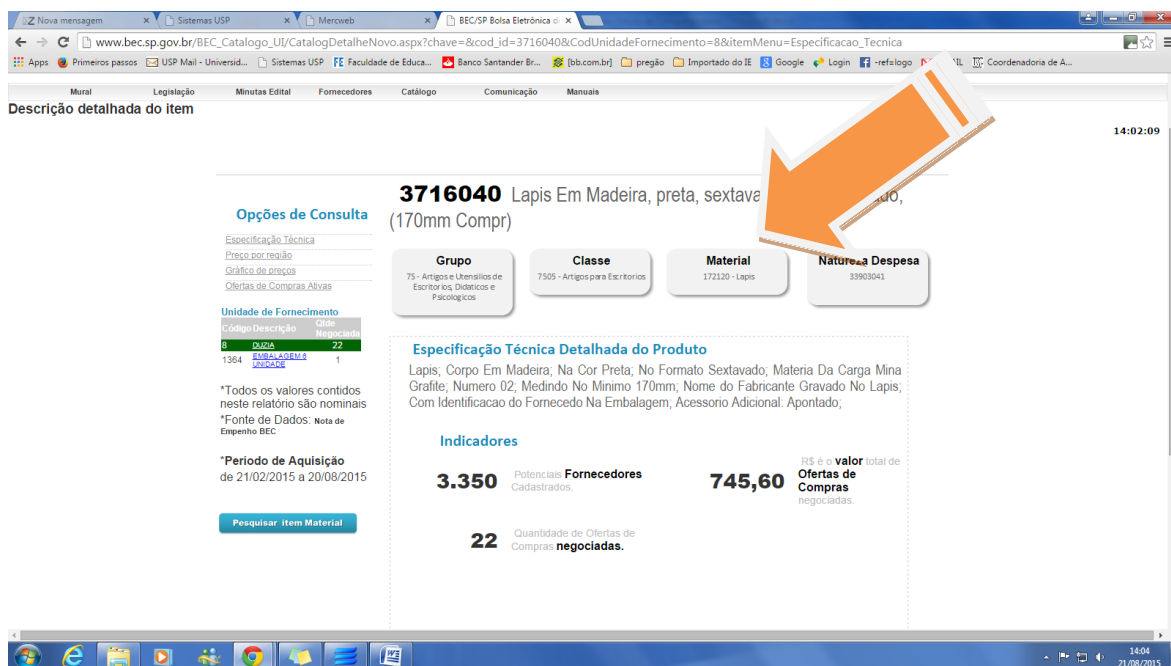 Nova mensagem
Sistemas USP
Mercweb
BEC/SP Bolsa Eletrônica d
www.bec.sp.gov.br/BEC_Catalogo_UI/CatalogDetalheNovo.aspx?chave=&cod_id=3716040&CodUnidadeFornecimento=8&itemMenu=Especificacao_Tecnica
Apps Primeiros passos USP Mail - Universid... Sistemas USP Faculdade de Educa... Banco Santander Br... [bb.com.br] pregão Importado do IE Google Login -ref=logo Coordenadoria de A...
Mural Legislação Minutas Edital Fornecedores Catálogo Comunicação Manuais
Descrição detalhada do item
14:02:09
3716040 Lapis Em Madeira, preta,
(170mm Compr)
Opções de Consulta
Especificação Técnica
Preço por região
Gráfico de preços
Ofertas de Compras Ativas
Grupo
75 - Artigos e Utensilios de
Escritorios, Didaticos e
Psicologicos
Classe
7505 - Artigos para Escritorios
Material
172120 - Lapis
Natureza Despesa
33903041
Unidade de Fornecimento
Código Descrição Qtde
Negociada
8 DUZIA 22
1364 EMBALAGEM 6
UNIDADE 1
*Todos os valores contidos
neste relatório são nominais
*Fonte de Dados: Nota de
Empenho BEC
*Periodo de Aquisição
de 21/02/2015 a 20/08/2015
Pesquisar item Material
Especificação Técnica Detalhada do Produto
Lapis; Corpo Em Madeira; Na Cor Preta; No Formato Sextavado; Materia Da Carga Mina
Grafite; Numero 02; Medindo No Minimo 170mm; Nome do Fabricante Gravado No Lapis;
Com Identificacao do Fornecedo Na Embalagem; Acessorio Adicional: Apontado;
Indicadores
3.350 Potenciais Fornecedores
Cadastrados.
745,60 R$ é o valor total de
Ofertas de
Compras
negociadas.
22 Quantidade de Ofertas de
Compras negociadas.
14:04
21/08/2015